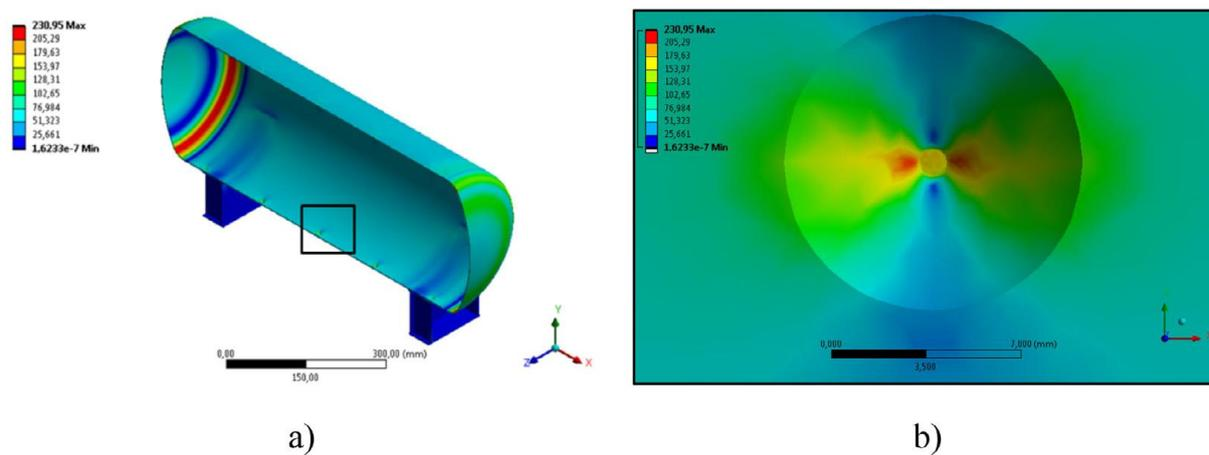 230,95 Max
205,29
179,63
153,97
128,31
102,65
76,984
51,323
25,661
1,6233e-7 Min
0,00
300,00 (mm)
150,00
Y
Z
X
a)
230,95 Max
205,29
179,63
153,97
128,31
102,65
76,984
51,323
25,661
1,6233e-7 Min
0,000
7,000 (mm)
3,500
b)